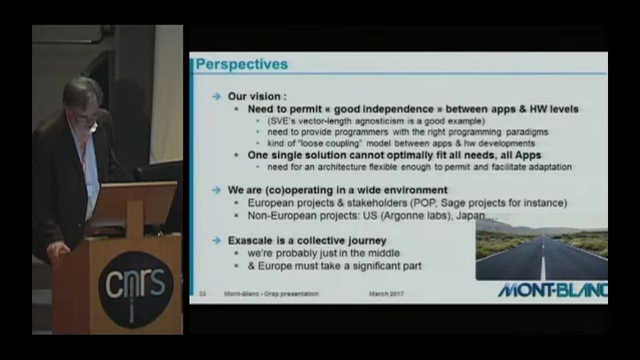 Perspectives
Our vision :
Need to permit « good independence » between apps & HW levels
(SVE's vector-length agnosticism is a good example)
need to provide programmers with the right programming paradigms
kind of "loose coupling" model between apps & hw developments
One single solution cannot optimally fit all needs, all Apps
need for an architecture flexible enough to permit and facilitate adaptation
We are (co)operating in a wide environment
European projects & stakeholders (POP, Sage projects for instance)
Non-European projects: US (Argonne labs), Japan...
Exascale is a collective journey
we're probably just in the middle
& Europe must take a significant part
cnrs
Mont-Blanc - Orap presentation
March 2017
MONT-BLANC